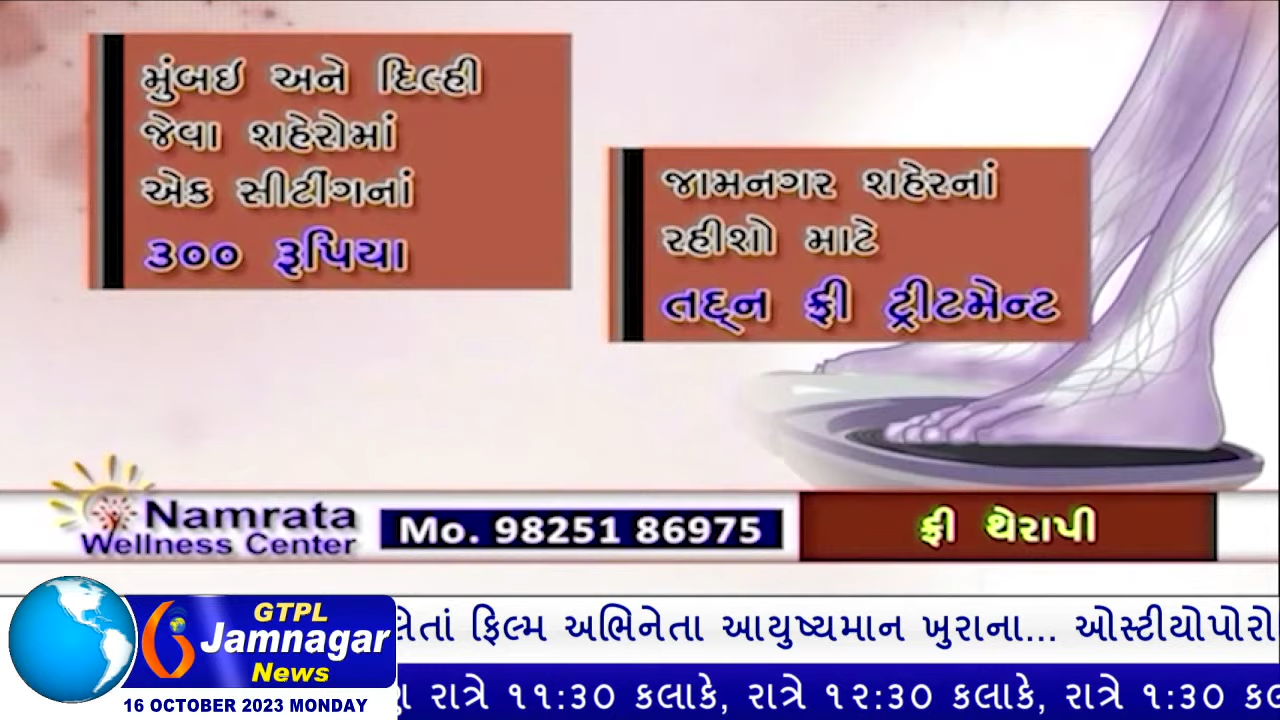 મુંબઇ અને દિલ્હી
જેવા શહેરોમાં
એક સીટીંગનાં
૩૦૦ રૂપિયા
જામનગર શહેરનાં
રહીશો માટે
તદ્દન ફ્રી ટ્રીટમેન્ટ
Namrata
Wellness Center
Mo. 98251 86975
ફ્રી થેરાપી
GTPL
Jamnagar
News
ફિલ્મ અભિનેતા આયુષ્યમાન ખુરાના... ઓસ્ટીયોપોરો
રાત્રે ૧૧:૩૦ કલાકે, રાત્રે ૧૨:૩૦ કલાકે, રાત્રે ૧:૩૦
16 OCTOBER 2023 MONDAY